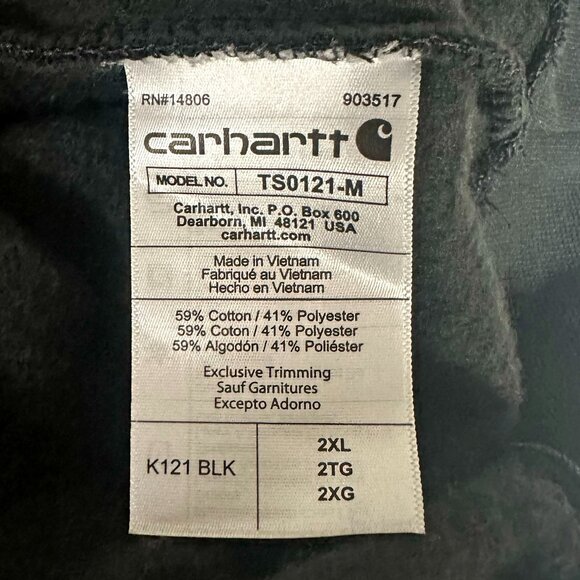 RN#14806 903517
carhartt
MODEL NO. TS0121-M
Carhartt, Inc. P.O. Box 600
Dearborn, MI 48121 USA
carhartt.com
Made in Vietnam
Fabriqué au Vietnam
Hecho en Vietnam
59% Cotton / 41% Polyester
59% Coton / 41% Polyester
59% Algodón / 41% Poliéster
Exclusive Trimming
Sauf Garnitures
Excepto Adorno
K121 BLK
2XL
2TG
2XG